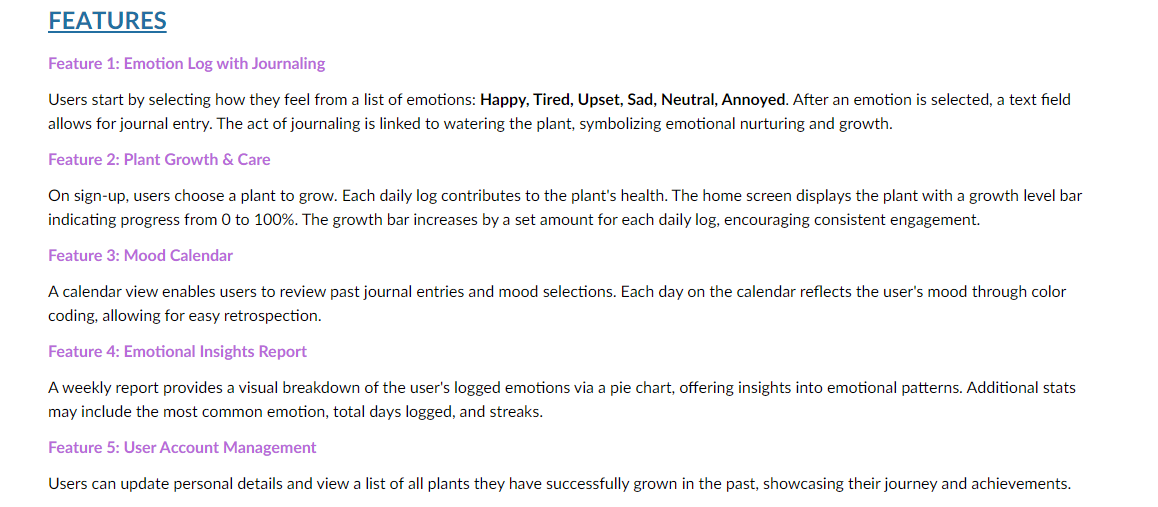 FEATURES
Feature 1: Emotion Log with Journaling
Users start by selecting how they feel from a list of emotions: Happy, Tired, Upset, Sad, Neutral, Annoyed. After an emotion is selected, a text field
allows for journal entry. The act of journaling is linked to watering the plant, symbolizing emotional nurturing and growth.
Feature 2: Plant Growth & Care
On sign-up, users choose a plant to grow. Each daily log contributes to the plant's health. The home screen displays the plant with a growth level bar
indicating progress from 0 to 100%. The growth bar increases by a set amount for each daily log, encouraging consistent engagement.
Feature 3: Mood Calendar
A calendar view enables users to review past journal entries and mood selections. Each day on the calendar reflects the user's mood through color
coding, allowing for easy retrospection.
Feature 4: Emotional Insights Report
A weekly report provides a visual breakdown of the user's logged emotions via a pie chart, offering insights into emotional patterns. Additional stats
may include the most common emotion, total days logged, and streaks.
Feature 5: User Account Management
Users can update personal details and view a list of all plants they have successfully grown in the past, showcasing their journey and achievements.